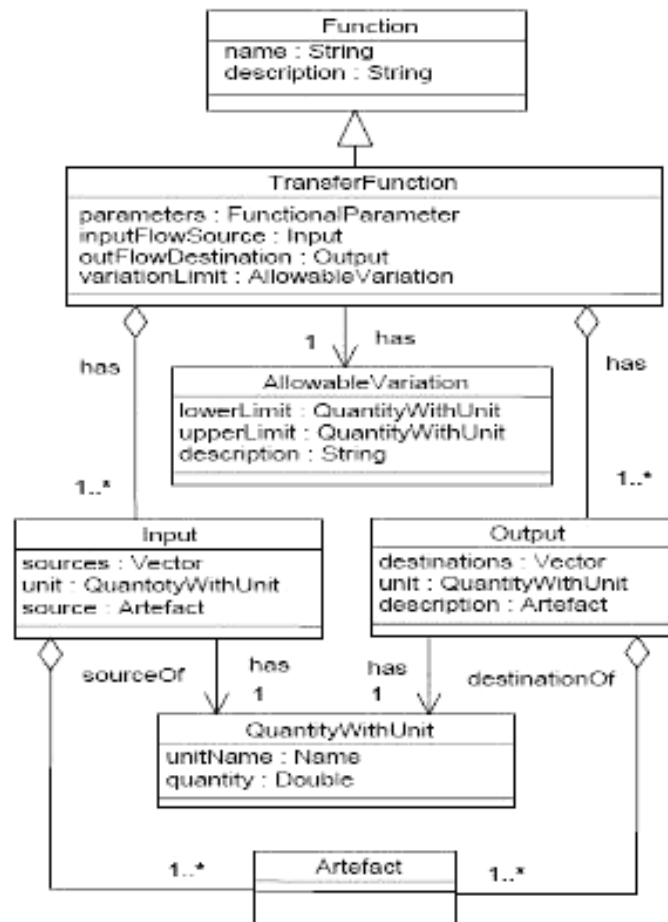 Function
name : String
description : String
TransferFunction
parameters : FunctionalParameter
inputFlowSource : Input
outFlowDestination : Output
variationLimit : AllowableVariation
has
1
has
has
AllowableVariation
lowerLimit : QuantityWithUnit
upperLimit : QuantityWithUnit
description : String
1..*
1..*
Input
sources : Vector
unit : QuantotyWithUnit
source : Artefact
Output
destinations : Vector
unit : QuantityWithUnit
description : Artefact
sourceOf
has
1
has
1
destinationOf
QuantityWithUnit
unitName : Name
quantity : Double
1..*
Artefact
1..*